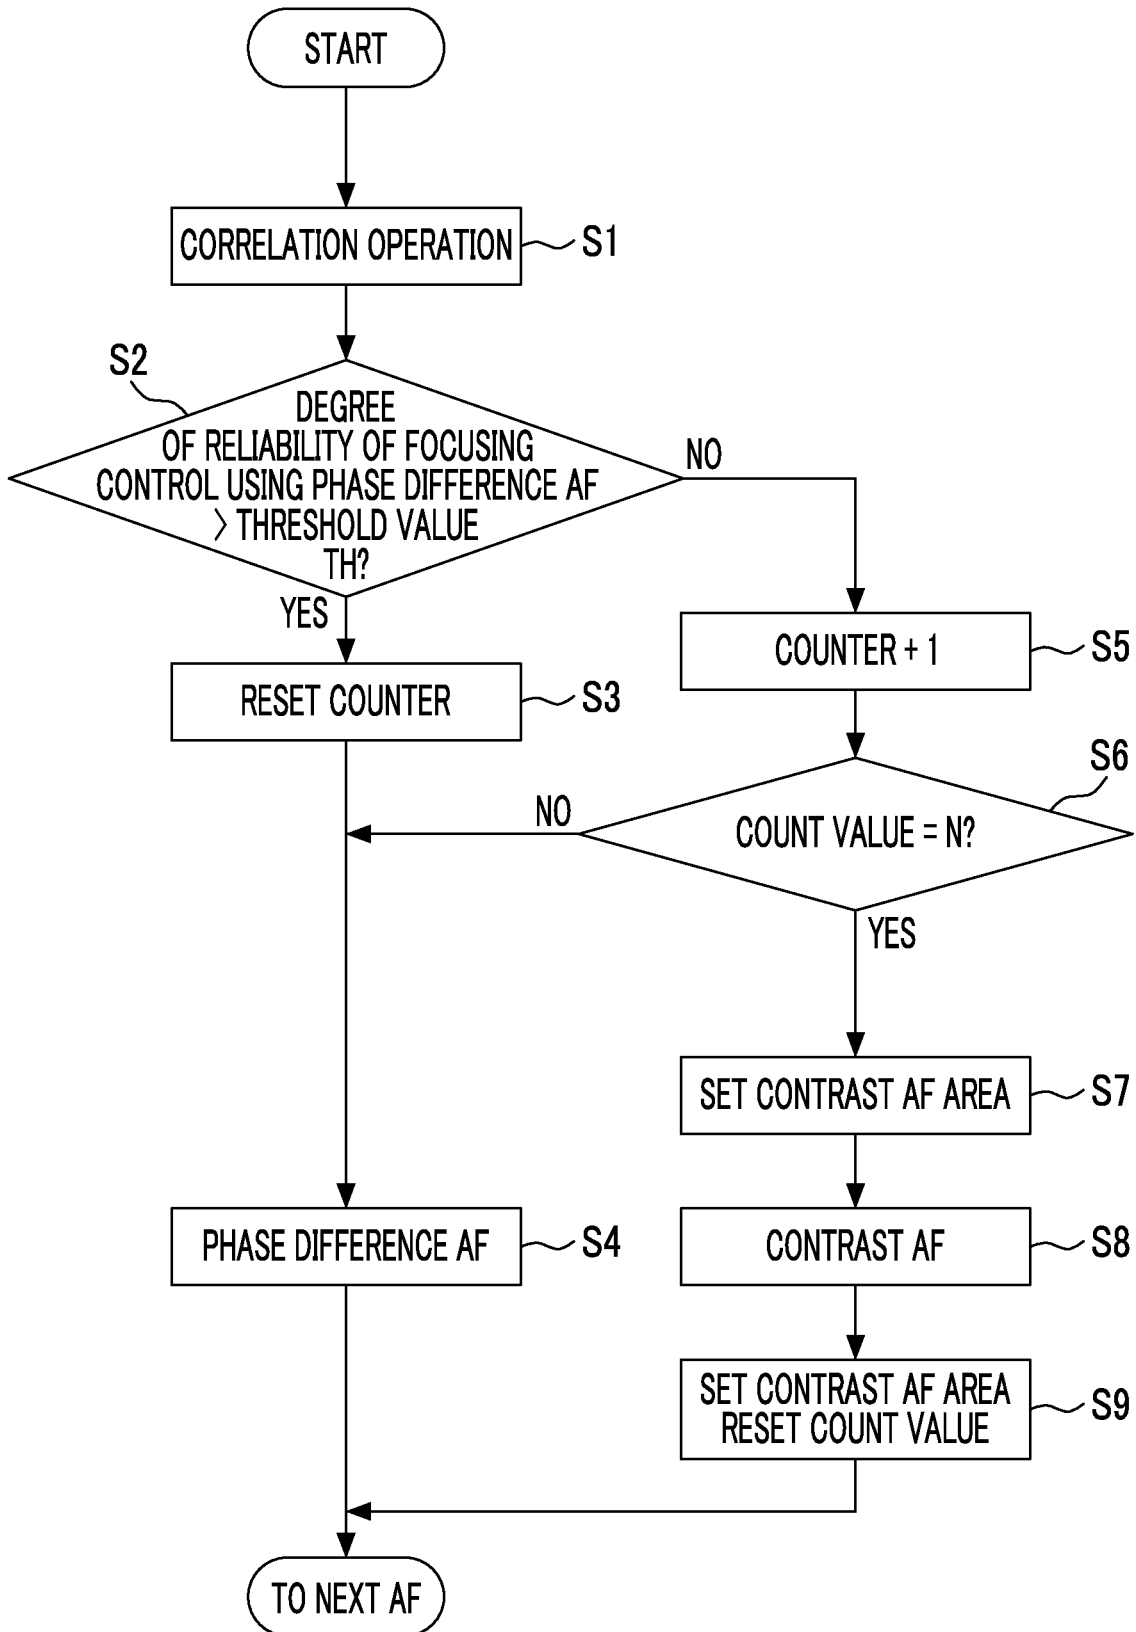 START
CORRELATION OPERATION
S1
S2
DEGREE
OF RELIABILITY OF FOCUSING
CONTROL USING PHASE DIFFERENCE AF
> THRESHOLD VALUE
TH?
NO
YES
RESET COUNTER
S3
COUNTER + 1
S5
S6
COUNT VALUE = N?
NO
YES
SET CONTRAST AF AREA
S7
PHASE DIFFERENCE AF
S4
CONTRAST AF
S8
SET CONTRAST AF AREA
RESET COUNT VALUE
S9
TO NEXT AF